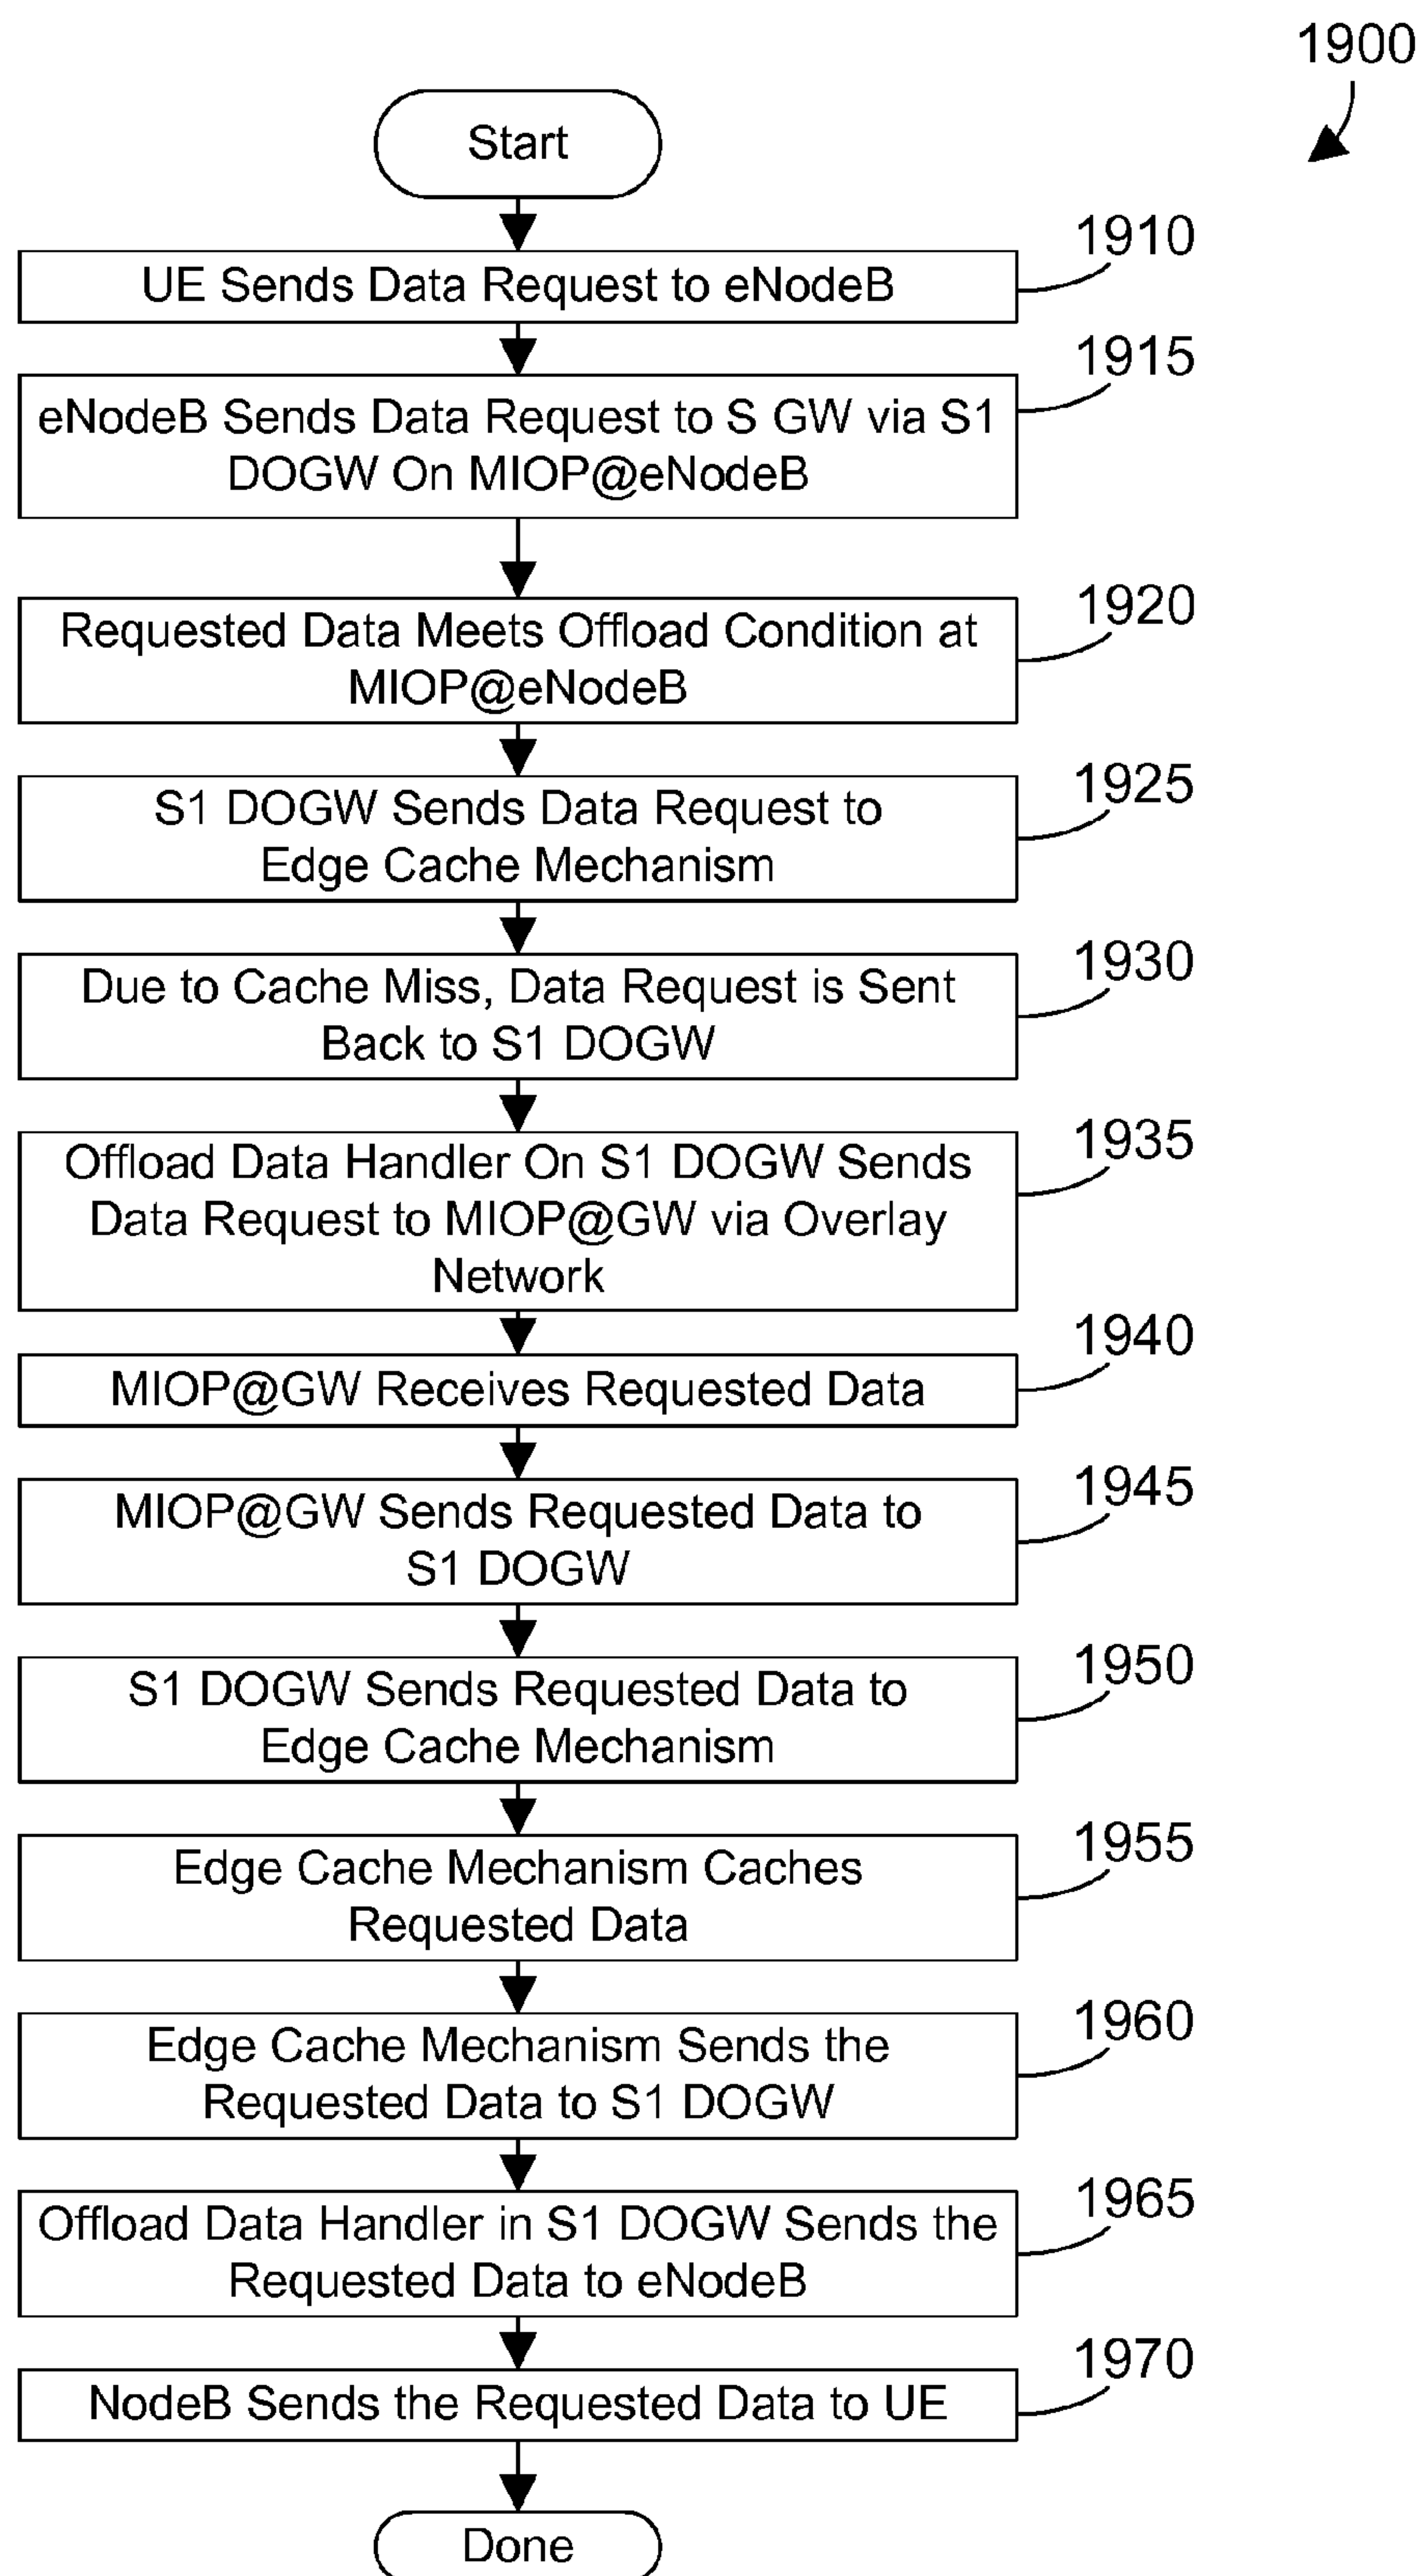 1900
Start
1910
UE Sends Data Request to eNodeB
1915
eNodeB Sends Data Request to S GW via S1
DOGW On MIOP@eNodeB
1920
Requested Data Meets Offload Condition at
MIOP@eNodeB
1925
S1 DOGW Sends Data Request to
Edge Cache Mechanism
1930
Due to Cache Miss, Data Request is Sent
Back to S1 DOGW
1935
Offload Data Handler On S1 DOGW Sends
Data Request to MIOP@GW via Overlay
Network
1940
MIOP@GW Receives Requested Data
1945
MIOP@GW Sends Requested Data to
S1 DOGW
1950
S1 DOGW Sends Requested Data to
Edge Cache Mechanism
1955
Edge Cache Mechanism Caches
Requested Data
1960
Edge Cache Mechanism Sends the
Requested Data to S1 DOGW
1965
Offload Data Handler in S1 DOGW Sends the
Requested Data to eNodeB
1970
NodeB Sends the Requested Data to UE
Done